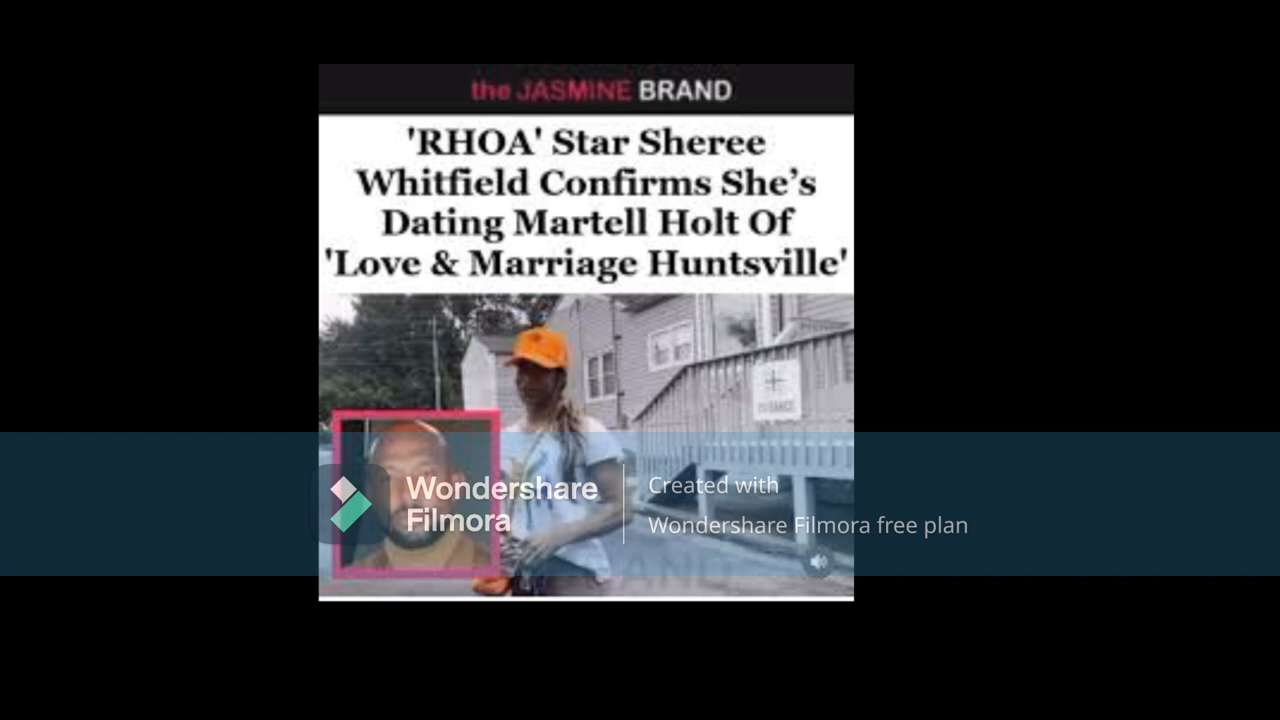 the JASMINE BRAND
'RHOA' Star Sheree
Whitfield Confirms She’s
Dating Martell Holt Of
'Love & Marriage Huntsville'
Wondershare
Filmora
Created with
Wondershare Filmora free plan